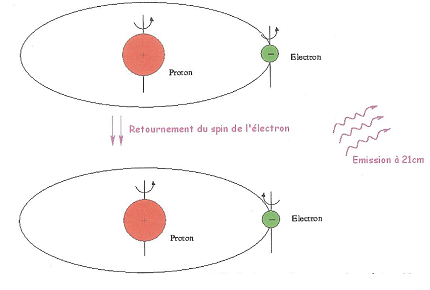 Electron
Proton
Retournement du spin de l'électron
Emission à 21cm
Electron
Proton